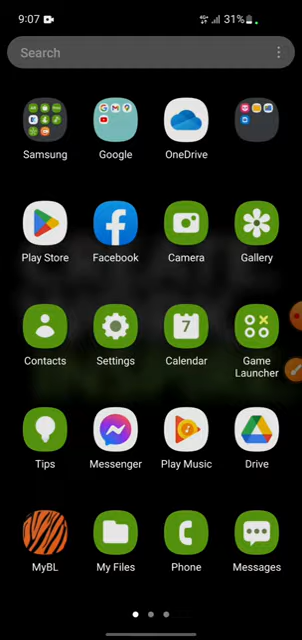 9:07
31%
Search
Samsung Google OneDrive
Play Store Facebook Camera Gallery
7
Contacts Settings Calendar Game
Launcher
Tips Messenger Play Music Drive
MyBL My Files Phone Messages